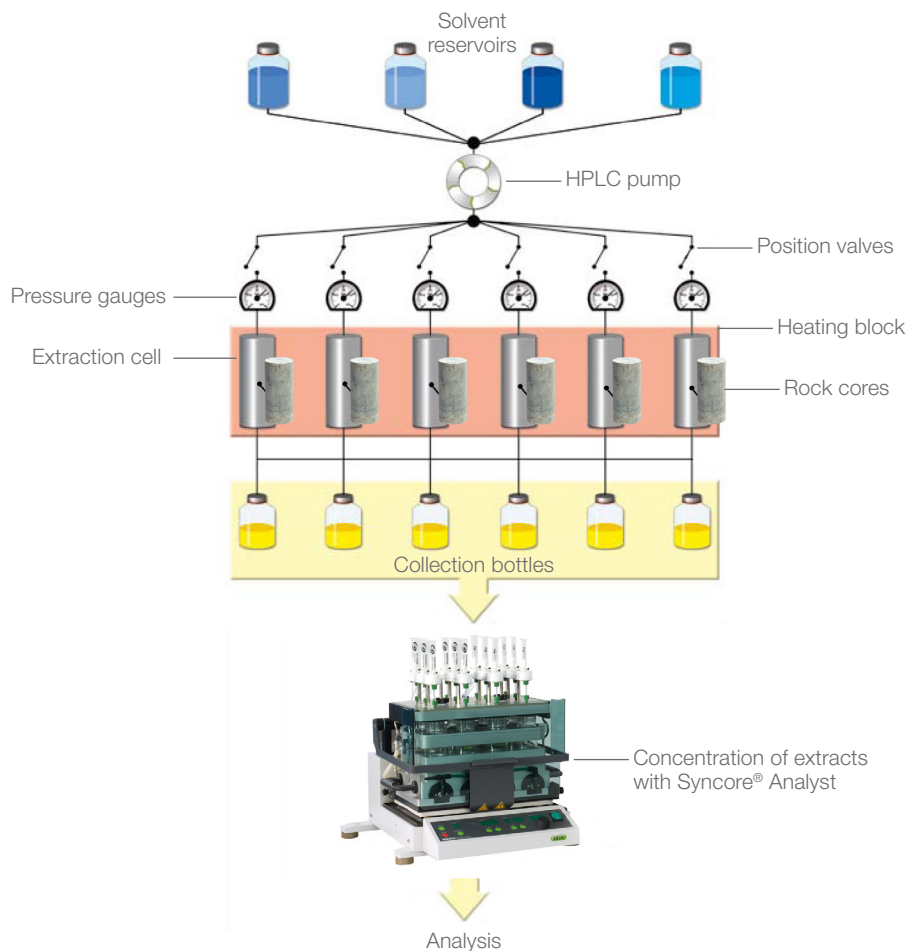 Solvent
reservoirs
HPLC pump
Position valves
Pressure gauges
Heating block
Extraction cell
Rock cores
Collection bottles
Concentration of extracts
with Syncore® Analyst
Analysis